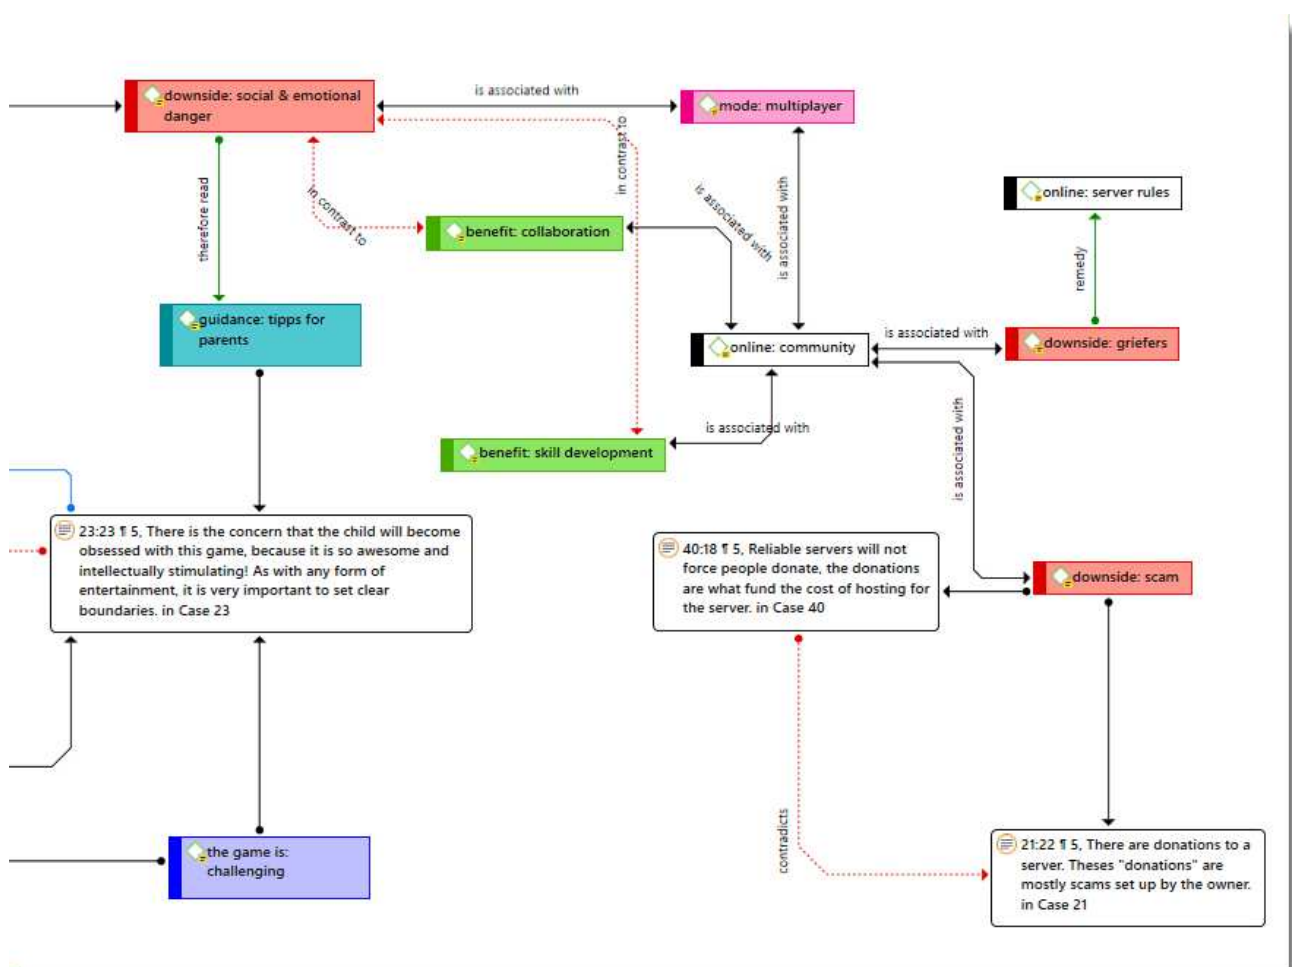 downside: social & emotional
danger
is associated with
mode: multiplayer
in contrast to
therefore read
in contrast to
is associated with
is associated with
online: server rules
benefit: collaboration
remedy
guidance: tipps for
parents
online: community
is associated with
downside: griefers
is associated with
is associated with
benefit: skill development
23:23 ¶ 5, There is the concern that the child will become
obsessed with this game, because it is so awesome and
intellectually stimulating! As with any form of
entertainment, it is very important to set clear
boundaries. in Case 23
40:18 ¶ 5, Reliable servers will not
force people donate, the donations
are what fund the cost of hosting for
the server. in Case 40
downside: scam
contradicts
the game is:
challenging
21:22 ¶ 5, There are donations to a
server. Theses "donations" are
mostly scams set up by the owner.
in Case 21